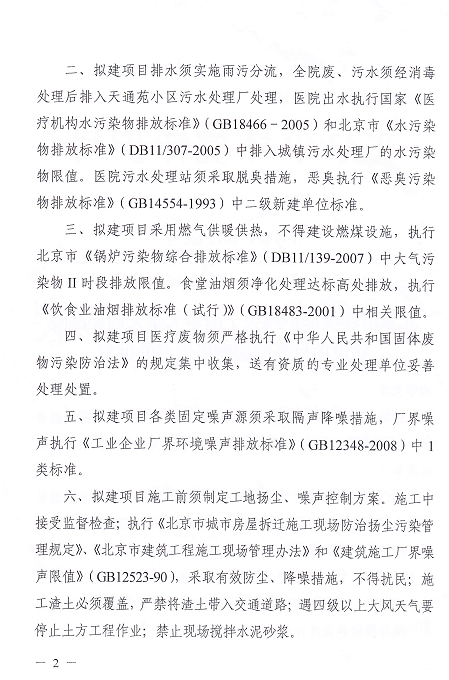 二、拟建项目排水须实施雨污分流，全院废、污水须经消毒
处理后排入天通苑小区污水处理厂处理，医院出水执行国家《医
疗机构水污染物排放标准》（GB18466－2005）和北京市《水污染
物排放标准》（DB11/307-2005）中排入城镇污水处理厂的水污染
物限值。医院污水处理站须采取脱臭措施，恶臭执行《恶臭污染
物排放标准》（GB14554-1993）中二级新建单位标准。
三、拟建项目采用燃气供暖供热，不得建设燃煤设施，执行
北京市《锅炉污染物综合排放标准》（DB11/139-2007）中大气污
染物 II 时段排放限值。食堂油烟须净化处理达标高处排放，执行
《饮食业油烟排放标准（试行）》（GB18483-2001）中相关限值。
四、拟建项目医疗废物须严格执行《中华人民共和国固体废
物污染防治法》的规定集中收集，送有资质的专业处理单位妥善
处理处置。
五、拟建项目各类固定噪声源须采取隔声降噪措施，厂界噪
声执行《工业企业厂界环境噪声排放标准》（GB12348-2008）中 1
类标准。
六、拟建项目施工前须制定工地扬尘、噪声控制方案。施工中
接受监督检查；执行《北京市城市房屋拆迁施工现场防治扬尘污染管
理规定》、《北京市建筑工程施工现场管理办法》和《建筑施工厂界噪
声限值》（GB12523-90），采取有效防尘、降噪措施，不得扰民；施
工渣土必须覆盖，严禁将渣土带入交通道路；遇四级以上大风天气要
停止土方工程作业；禁止现场搅拌水泥砂浆。
— 2 —